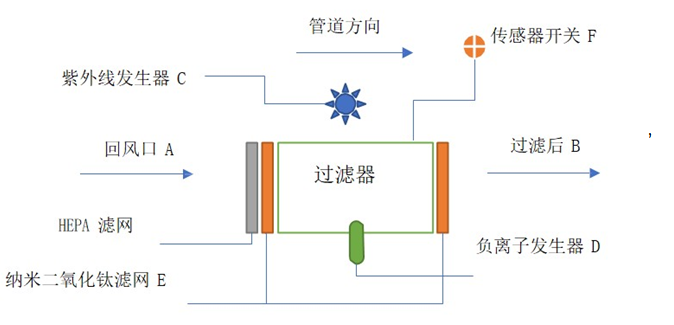 管道方向
传感器开关 F
紫外线发生器 C
回风口 A
过滤后 B
过滤器
HEPA 滤网
负离子发生器 D
纳米二氧化钛滤网 E
,